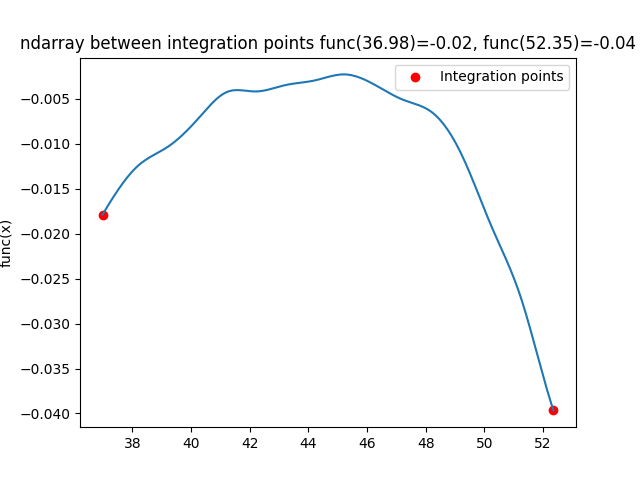 ndarray between integration points func(36.98)=-0.02, func(52.35)=-0.04
Integration points
func(x)
−0.005
−0.010
−0.015
−0.020
−0.025
−0.030
−0.035
−0.040
38 40 42 44 46 48 50 52